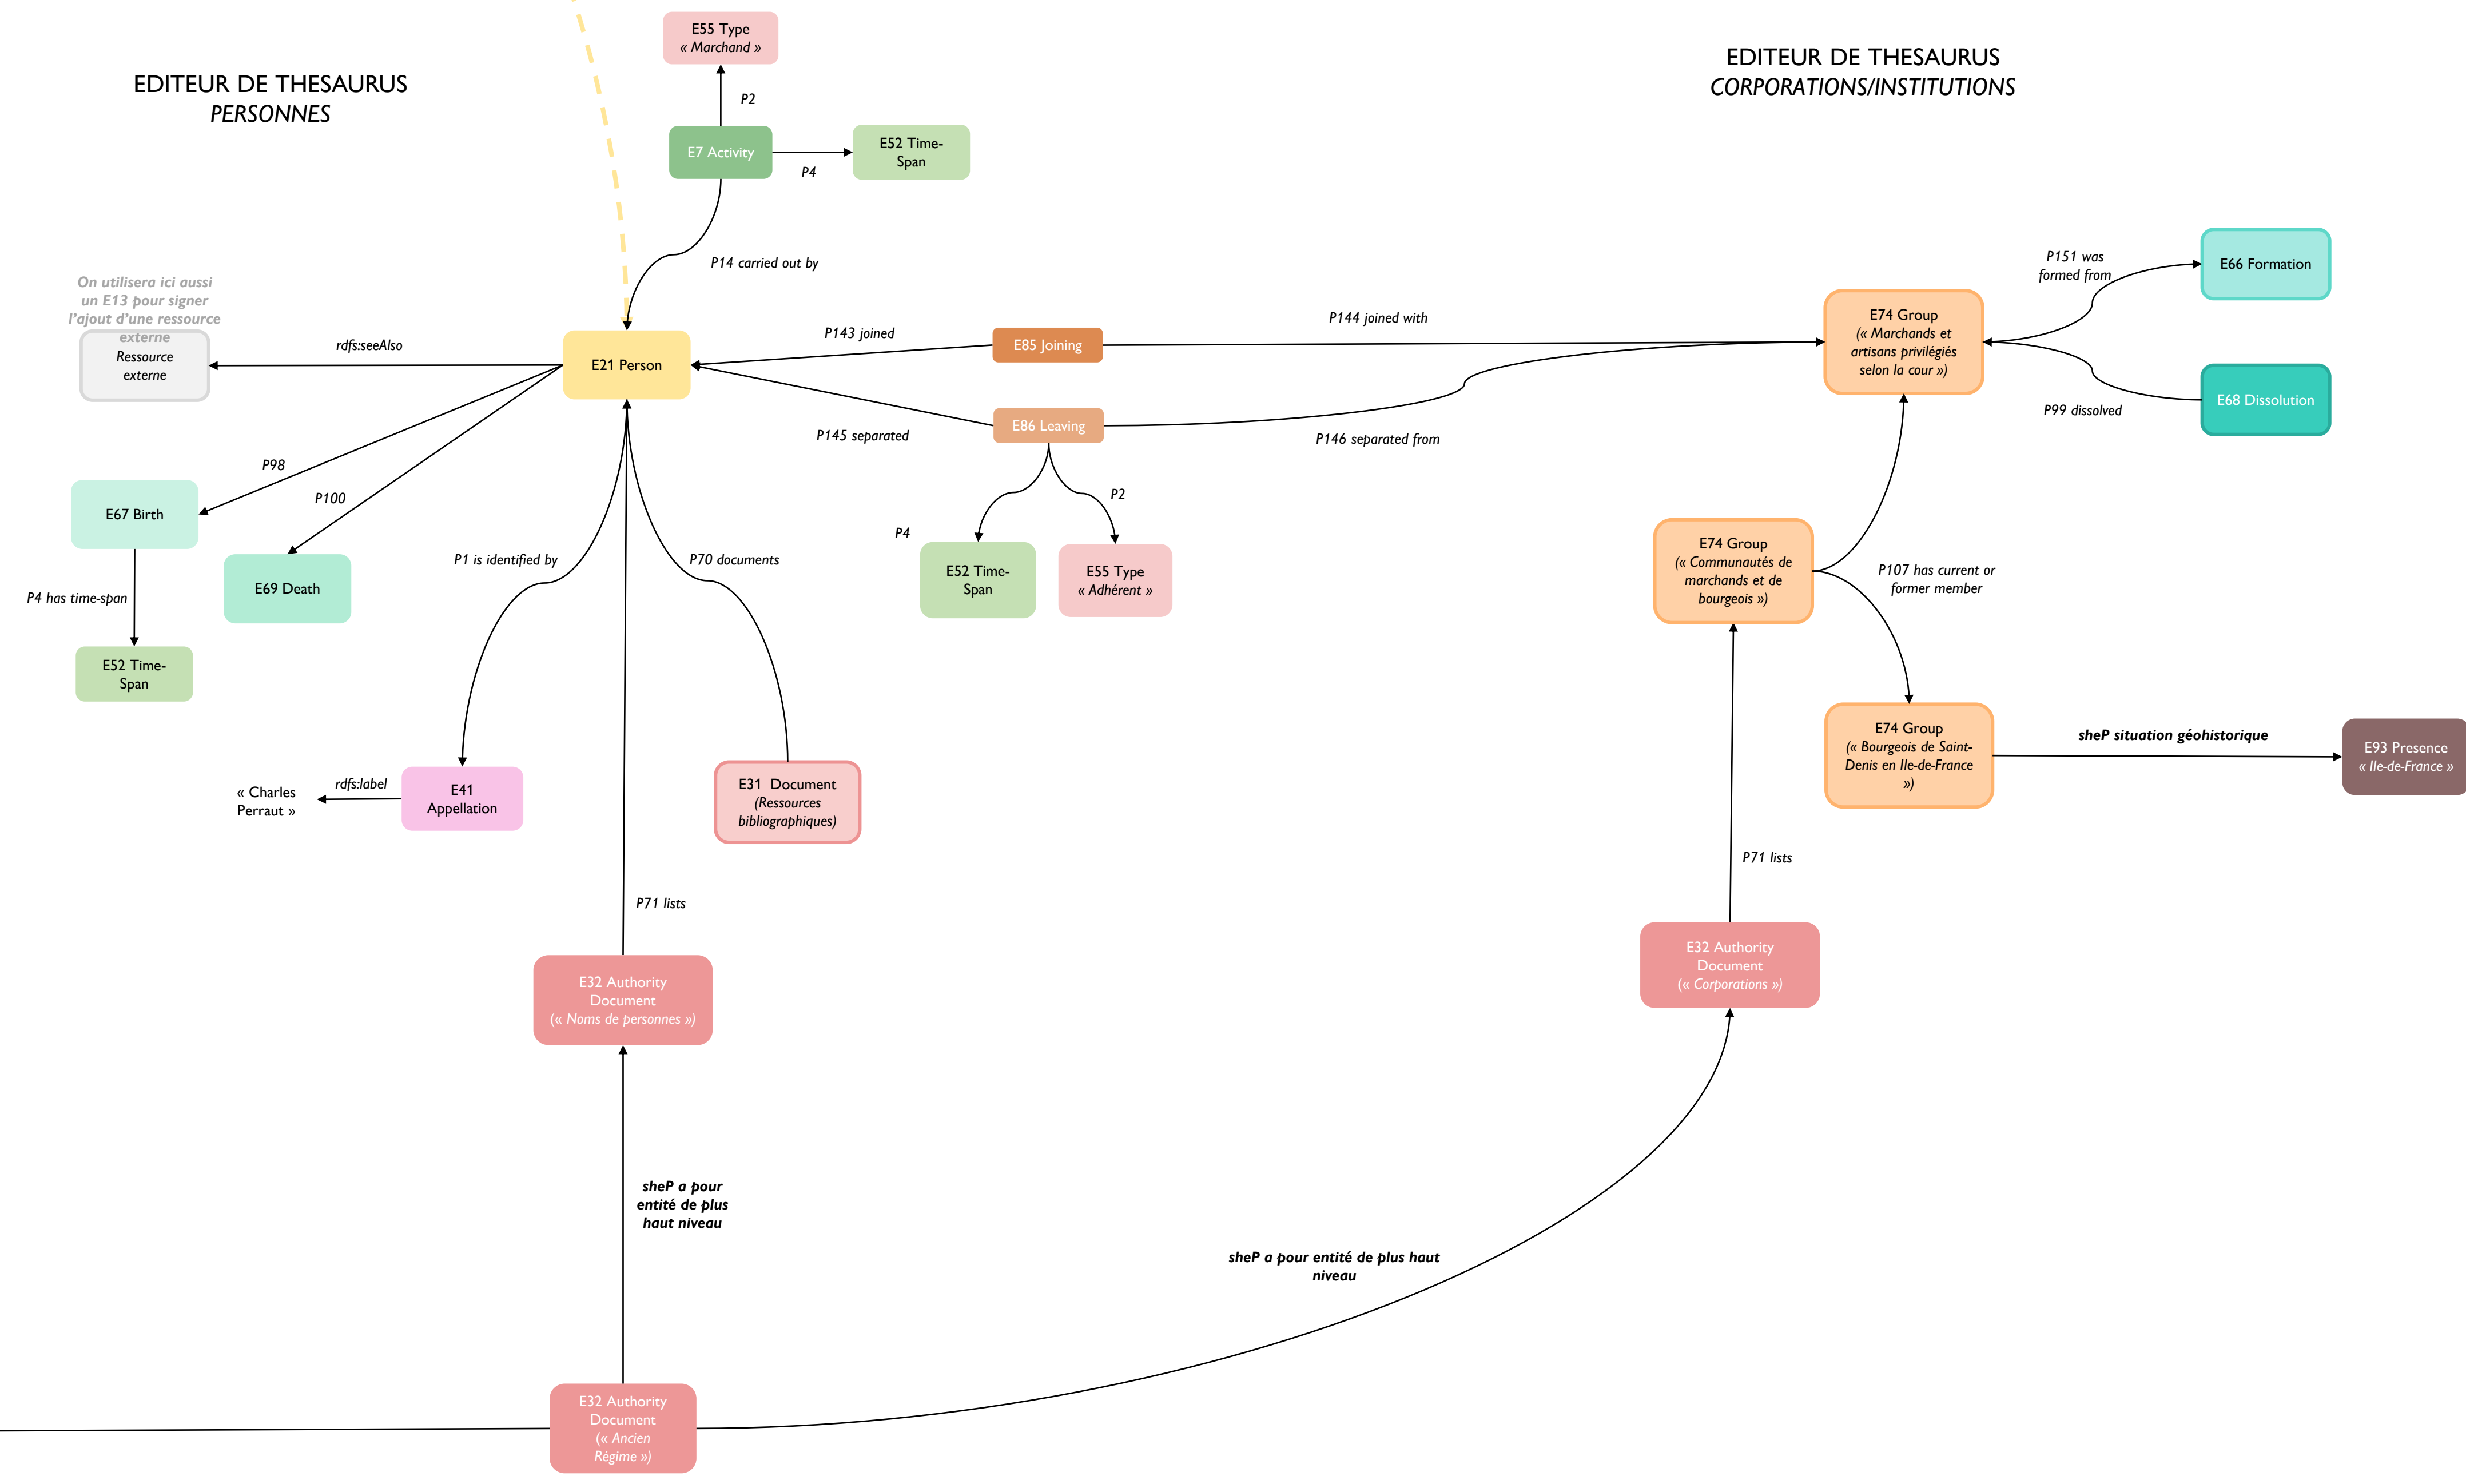 E55 Type
« Marchand »
EDITEUR DE THESAURUS
PERSONNES
EDITEUR DE THESAURUS
CORPORATIONS/INSTITUTIONS
P2
E7 Activity
P4
E52 Time-
Span
P14 carried out by
On utilisera ici aussi
un E13 pour signer
l'ajout d'une ressource
externe
Ressource
externe
rdfs:seeAlso
E21 Person
P143 joined
E85 Joining
P144 joined with
E74 Group
(« Marchands et
artisans privilégiés
selon la cour »)
P151 was
formed from
E66 Formation
P99 dissolved
E68 Dissolution
P145 separated
E86 Leaving
P146 separated from
P98
P100
E67 Birth
E69 Death
P4 has time-span
E52 Time-
Span
P1 is identified by
P70 documents
P4
P2
E52 Time-
Span
E55 Type
« Adhérent »
E74 Group
(« Communautés de
marchands et de
bourgeois »)
P107 has current or
former member
E74 Group
(« Bourgeois de Saint-
Denis en Ile-de-France
»)
sheP situation géohistorique
E93 Presence
« Ile-de-France »
« Charles
Perraut »
rdfs:label
E41
Appellation
E31 Document
(Ressources
bibliographiques)
P71 lists
P71 lists
E32 Authority
Document
(« Noms de personnes »)
E32 Authority
Document
(« Corporations »)
sheP a pour
entité de plus
haut niveau
sheP a pour entité de plus haut
niveau
E32 Authority
Document
(« Ancien
Régime »)